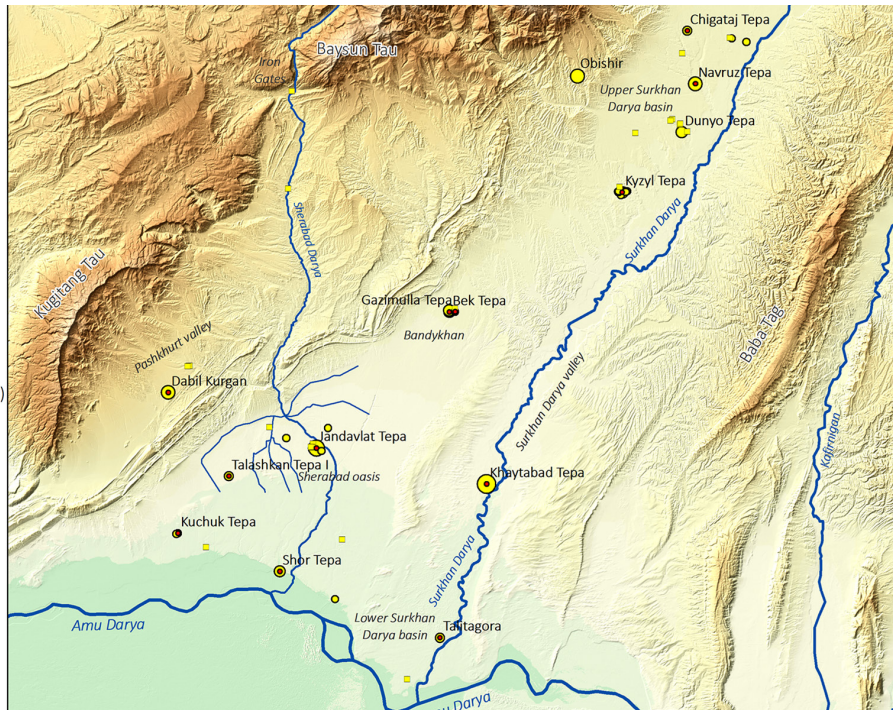 Chigataj Tepa
Baysun Tau
Iron
Gates
Obishir
Navruz Tepa
Upper Surkhan
Darya basin
Dunyo Tepa
Kyzyl Tepa
Sherabad Darya
Surkhan Darya
Kugitang Tau
Gazimulla Tepa
Bek Tepa
Bandykhan
Baba Tag
Pashkhurt valley
Dabil Kurgan
Surkhan Darya valley
Kafirnigan
Jandavlat Tepa
Talashkan Tepa I
Sherabad oasis
Khaytabad Tepa
Kuchuk Tepa
Shor Tepa
Surkhan Darya
Amu Darya
Lower Surkhan
Darya basin
Talitagora
Darya
)